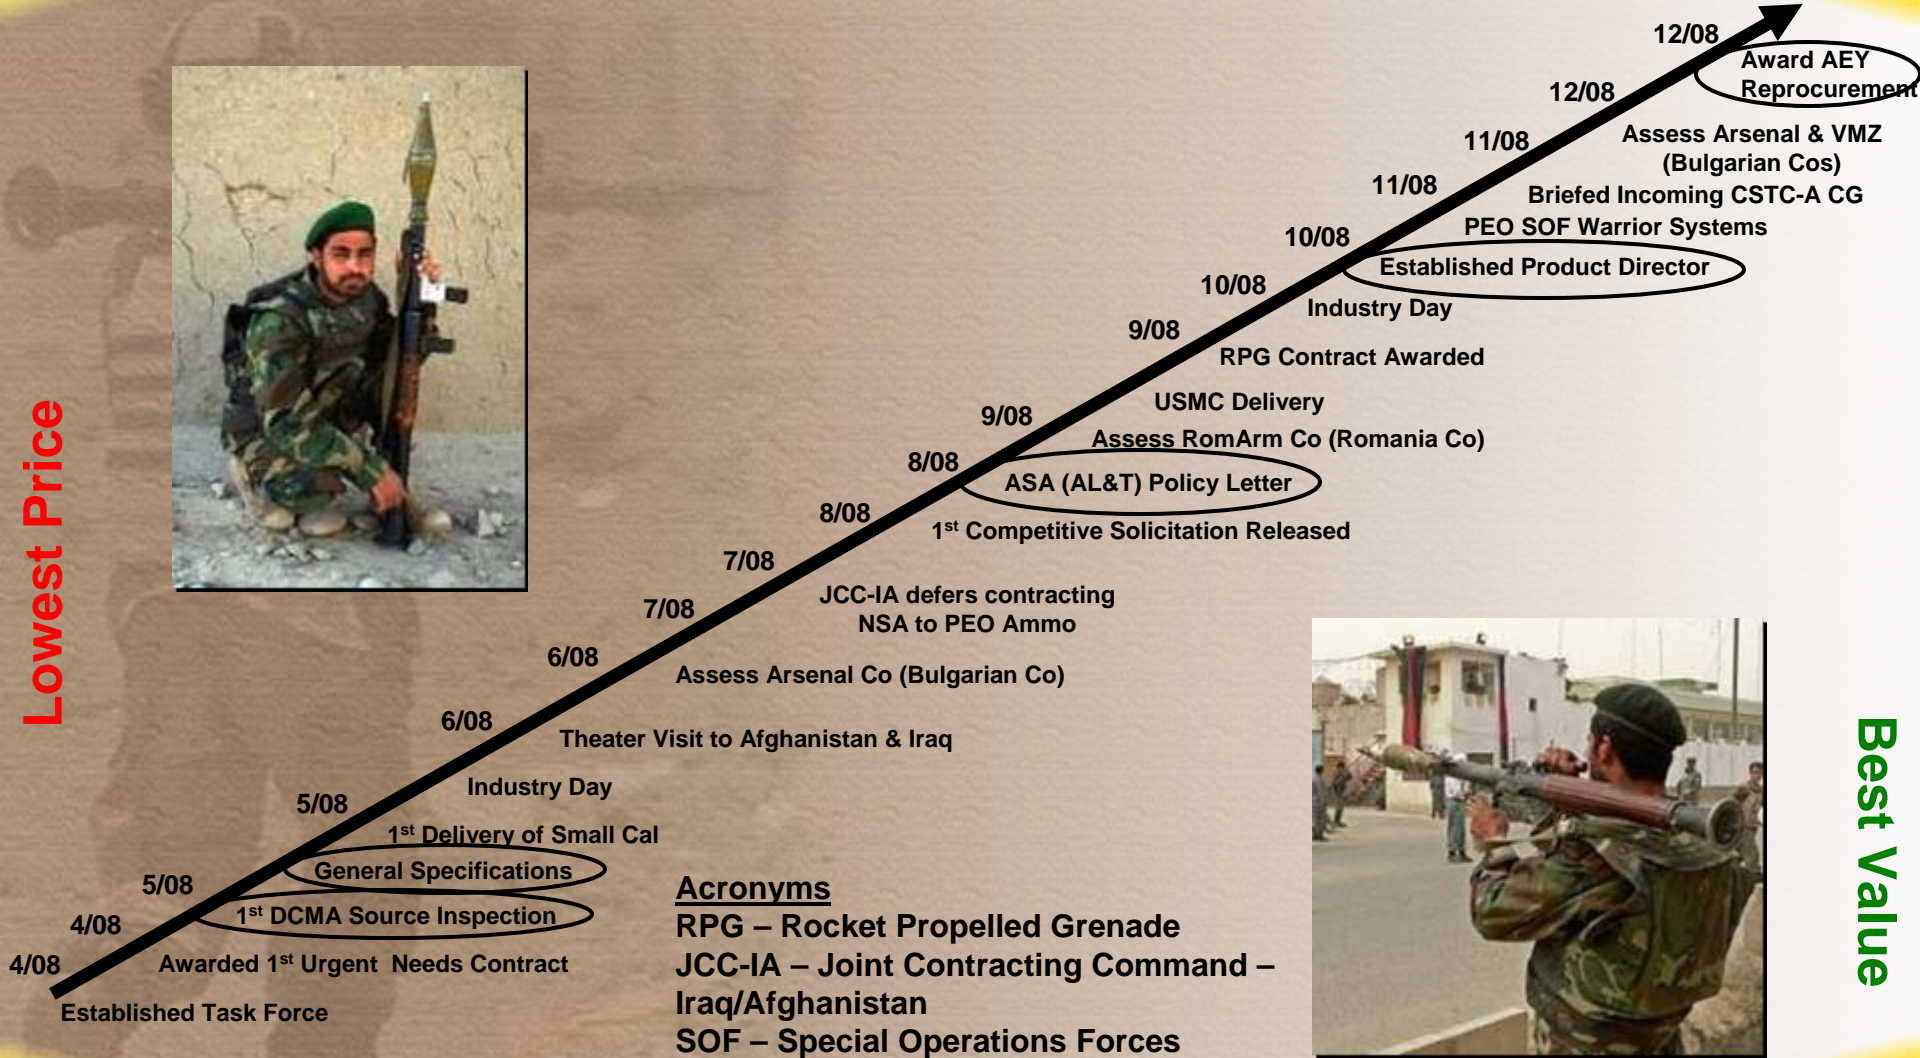 12/08
Award AEY
Reprocurement
12/08
Assess Arsenal & VMZ
(Bulgarian Cos)
11/08
Briefed Incoming CSTC-A CG
11/08
PEO SOF Warrior Systems
10/08
Established Product Director
10/08
Industry Day
9/08
RPG Contract Awarded
USMC Delivery
9/08
Assess RomArm Co (Romania Co)
8/08
ASA (AL&T) Policy Letter
8/08
1st Competitive Solicitation Released
7/08
JCC-IA defers contracting
NSA to PEO Ammo
7/08
Assess Arsenal Co (Bulgarian Co)
6/08
Theater Visit to Afghanistan & Iraq
6/08
Industry Day
5/08
1st Delivery of Small Cal
General Specifications
5/08
1st DCMA Source Inspection
4/08
Awarded 1st Urgent Needs Contract
4/08
Established Task Force
Lowest Price
Best Value
Acronyms
RPG – Rocket Propelled Grenade
JCC-IA – Joint Contracting Command –
Iraq/Afghanistan
SOF – Special Operations Forces